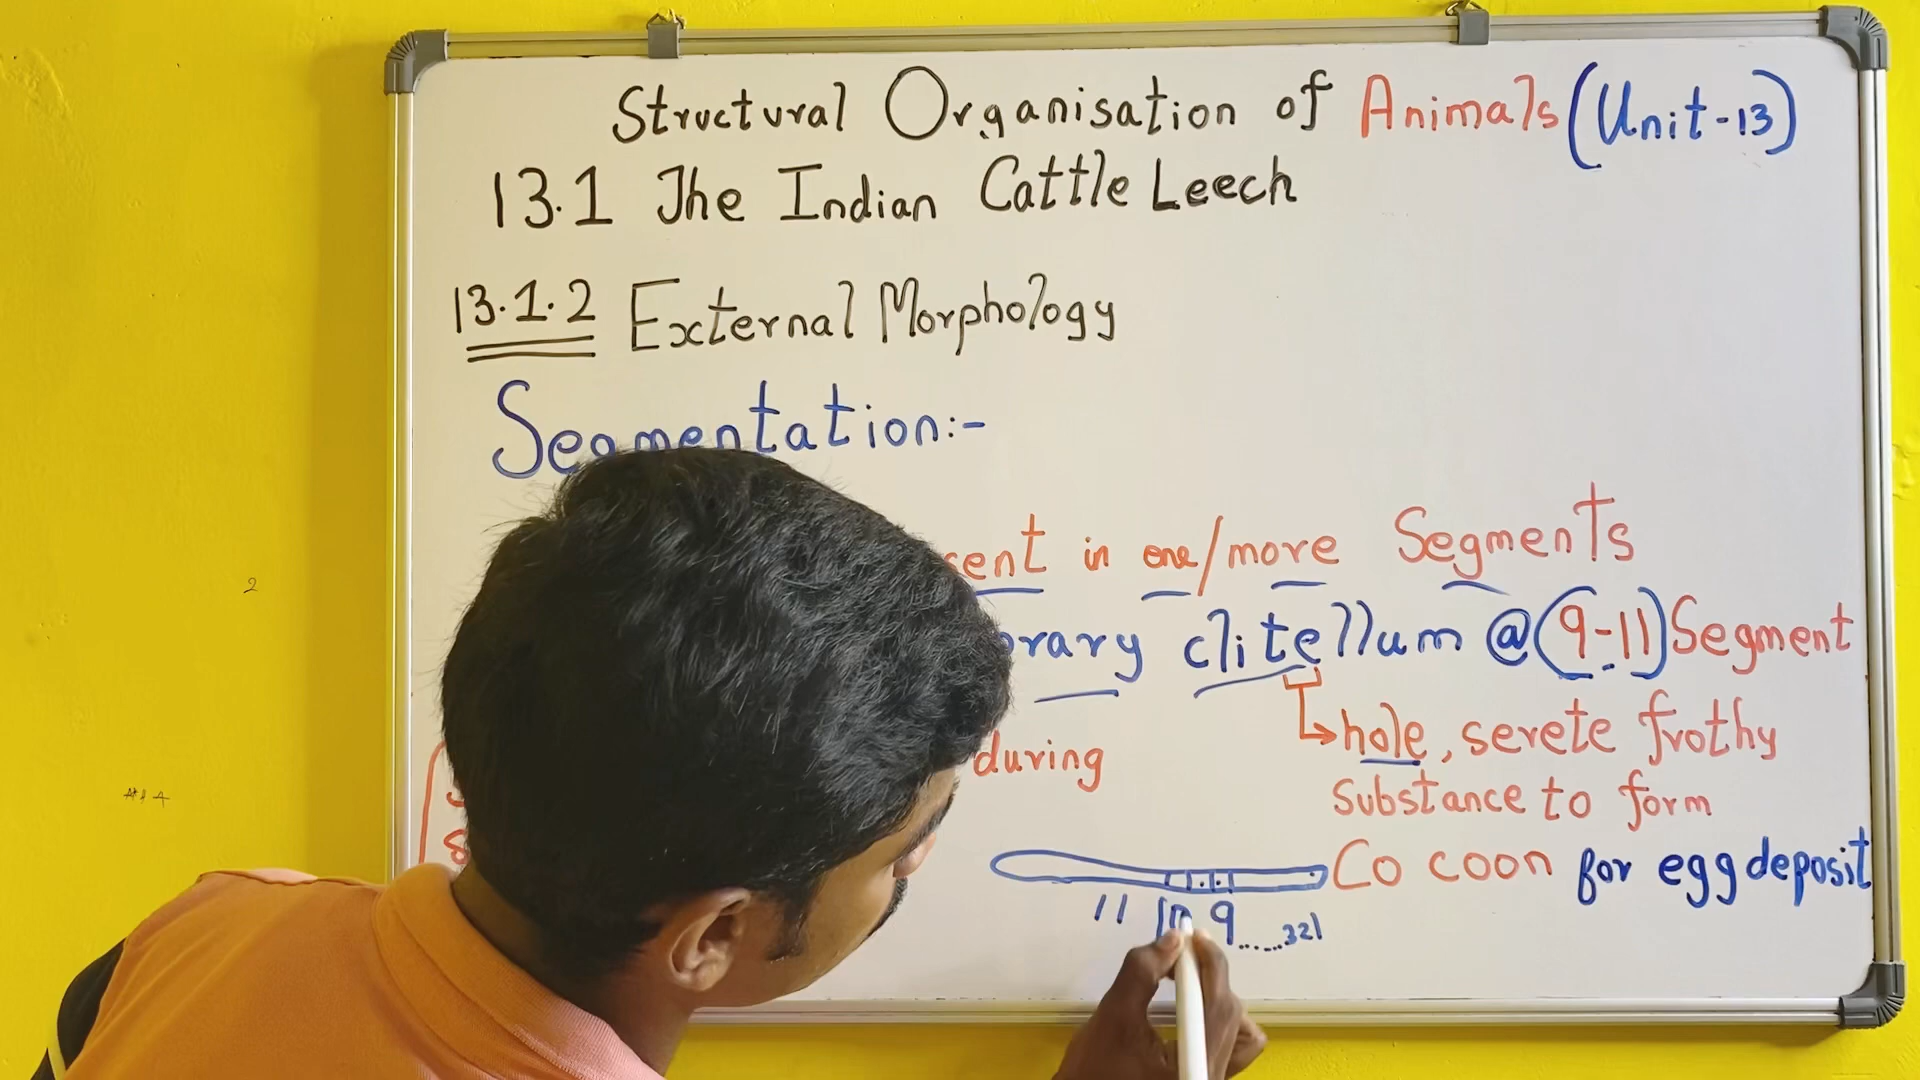 Structural Organisation of Animals (Unit-13)
13.1 The Indian Cattle Leech
13.1.2 External Morphology
Segmentation:-
in one/more Segments
clitellum @ (9-11) Segment
hole, serete frothy
during
substance to form
Co coon for egg deposit
11 10 9......321
2